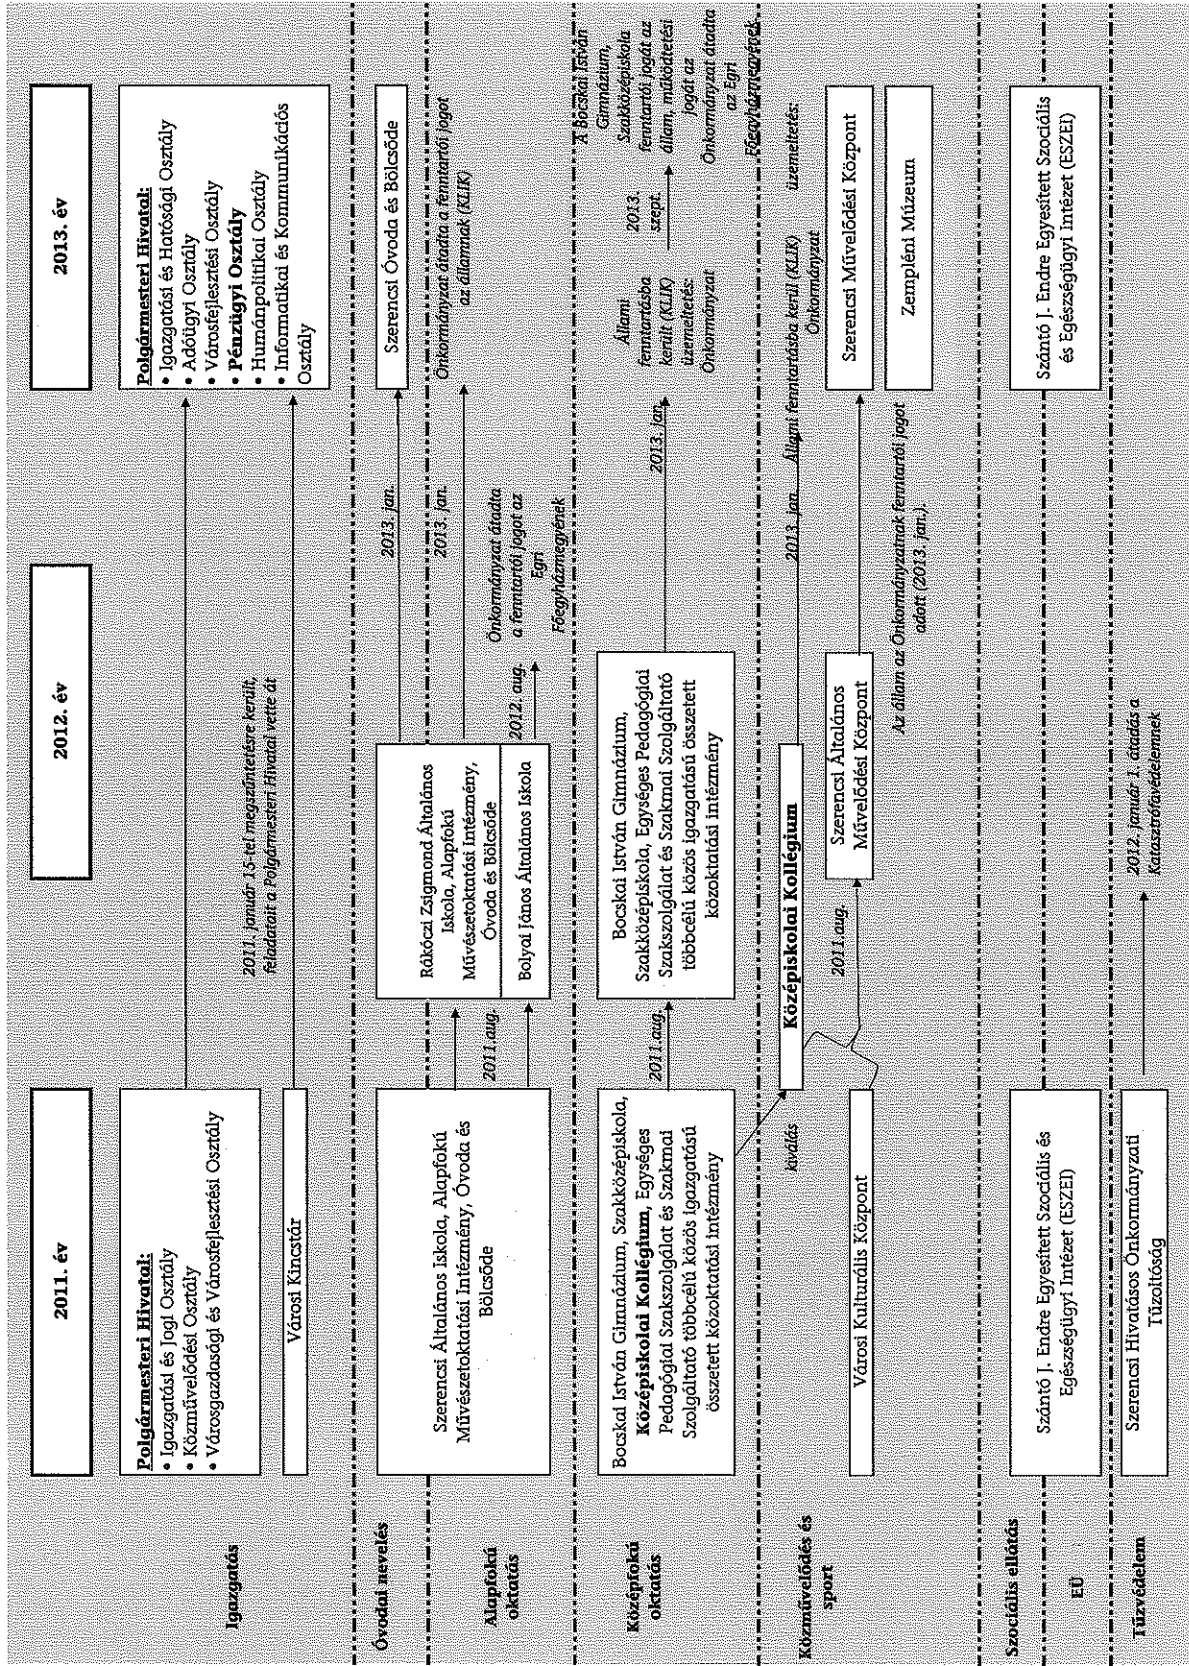 2011. év
2012. év
2013. év
Igazgatás
Polgármesteri Hivatal:
• Igazgatási és Jogi Osztály
• Közművelődési Osztály
• Városgazdasági és Városfejlesztési Osztály
Városi Kincstár
2011. január 15-tel megszüntetésre került,
feladatait a Polgármesteri Hivatal vette át
Polgármesteri Hivatal:
• Igazgatási és Hatósági Osztály
• Adóügyi Osztály
• Városfejlesztési Osztály
• Pénzügyi Osztály
• Humánpolitikai Osztály
• Informatikai és Kommunikációs
Osztály
Óvodai nevelés
Alapfokú
oktatás
Szerencsi Általános Iskola, Alapfokú
Művészetoktatási Intézmény, Óvoda és
Bölcsőde
2011.aug.
Rákóczi Zsigmond Általános
Iskola, Alapfokú
Művészetoktatási Intézmény,
Óvoda és Bölcsőde
Bolyai János Általános Iskola
2013. jan.
Szerencsi Óvoda és Bölcsőde
2013. jan.
Önkormányzat átadta a fenntartói jogot
az államnak (KLIK)
2012. aug.
Önkormányzat átadta
a fenntartói jogot az
Egri
Főegyházmegyének
Középfokú
oktatás
Bocskai István Gimnázium, Szakközépiskola,
Középiskolai Kollégium, Egységes
Pedagógiai Szakszolgálat és Szakmai
Szolgáltató többcélú közös igazgatású
összetett közoktatási intézmény
2011.aug.
Bocskai István Gimnázium,
Szakközépiskola, Egységes Pedagógiai
Szakszolgálat és Szakmai Szolgáltató
többcélú közös igazgatású összetett
közoktatási intézmény
2013. jan.
Állami
fenntartásba
került (KLIK)
üzemeltetés:
Önkormányzat
2013.
szept.
A Bocskai István
Gimnázium,
Szakközépiskola
fenntartói jogát az
állam, működtetési
jogát az
Önkormányzat átadta
az Egri
Főegyházmegyének
Közművelődés és
sport
kiválás
Középiskolai Kollégium
2013. jan.
Állami fenntartásba kerül (KLIK) üzemeltetés:
Önkormányzat
Városi Kulturális Központ
2011.aug.
Szerencsi Általános
Művelődési Központ
Az állam az Önkormányzatnak fenntartói jogot
adott (2013. jan.)
Szerencsi Művelődési Központ
Zempléni Múzeum
Szociális ellátás
EÜ
Szántó J. Endre Egyesített Szociális és
Egészségügyi Intézet (ESZEI)
Szántó J. Endre Egyesített Szociális
és Egészségügyi Intézet (ESZEI)
Tűzvédelem
Szerencsi Hivatásos Önkormányzati
Tűzoltóság
2012. január 1. átadás a
Katasztrófavédelemnek